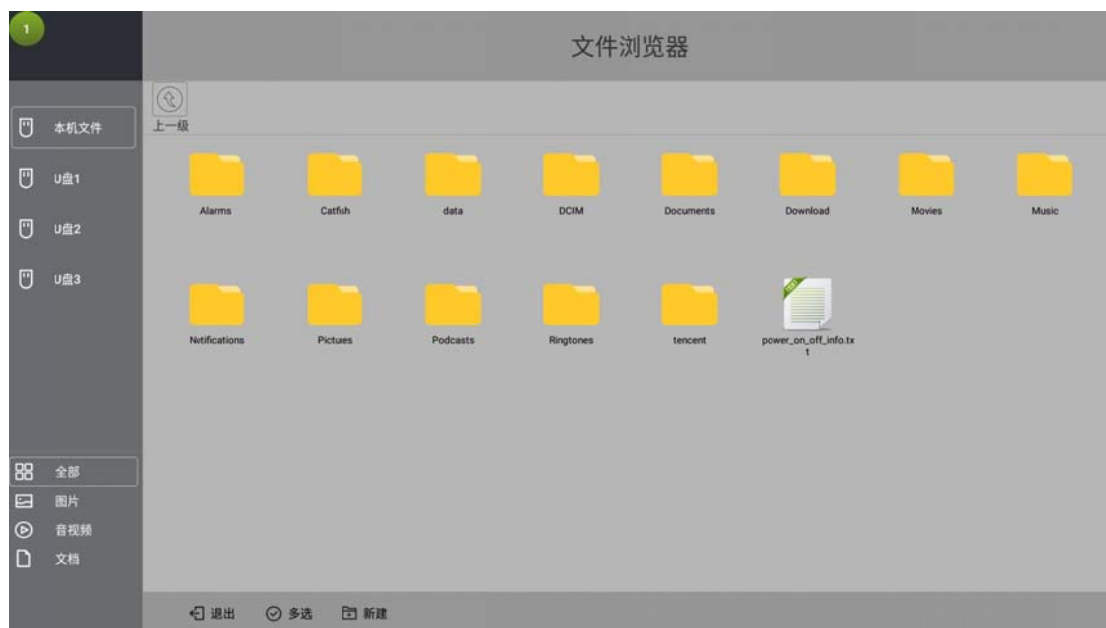 1
文件浏览器
上一级
本机文件
U盘1
U盘2
U盘3
Alarms
Catfish
data
DCIM
Documents
Download
Movies
Music
Notifications
Pictues
Podcasts
Ringtones
tencent
power_on_off_info.tx
t
TEXT
全部
图片
音视频
文档
退出
多选
新建